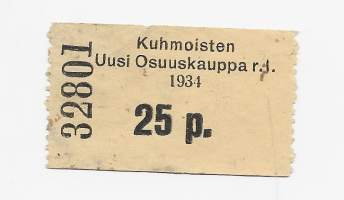 32801
Kuhmoisten
Uusi Osuuskauppa r.l.
1934
25 p.